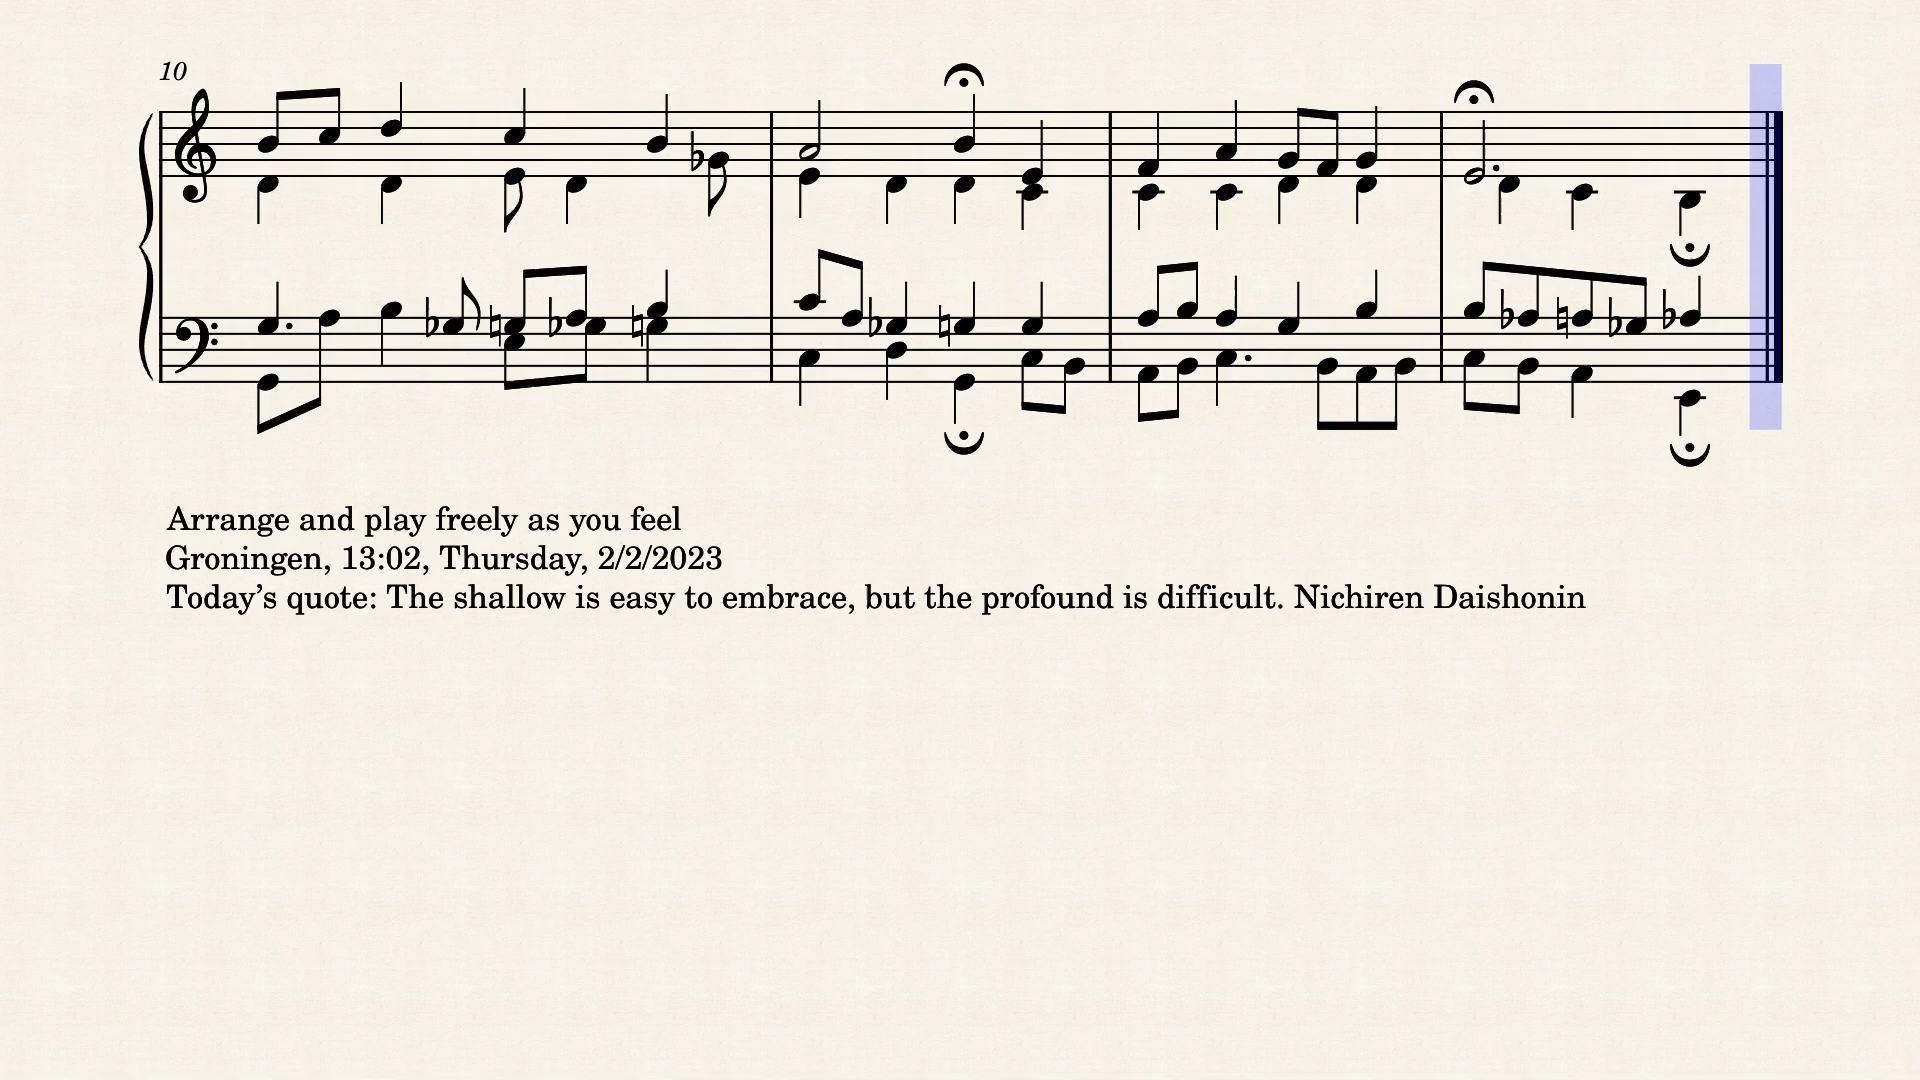 10
Arrange and play freely as you feel
Groningen, 13:02, Thursday, 2/2/2023
Today’s quote: The shallow is easy to embrace, but the profound is difficult. Nichiren Daishonin